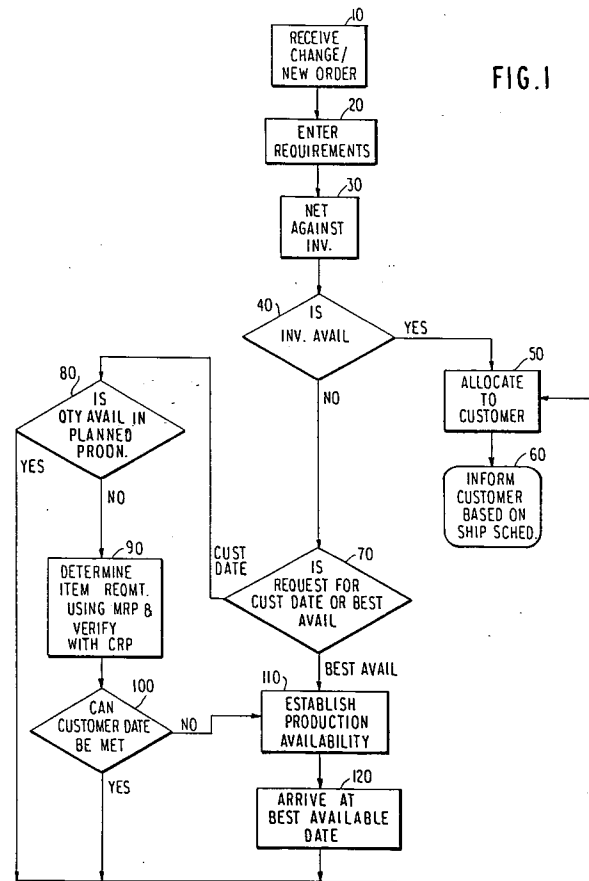 FIG.1
10
RECEIVE
CHANGE/
NEW ORDER
20
ENTER
REQUIREMENTS
30
NET
AGAINST
INV.
40
IS
INV. AVAIL
YES
NO
50
ALLOCATE
TO
CUSTOMER
60
INFORM
CUSTOMER
BASED ON
SHIP SCHED.
70
IS
REQUEST FOR
CUST DATE OR BEST
AVAIL
CUST
DATE
BEST AVAIL
80
IS
QTY AVAIL IN
PLANNED
PRODN.
YES
NO
90
DETERMINE
ITEM REQMT.
USING MRP &
VERIFY
WITH CRP
100
CAN
CUSTOMER DATE
BE MET
NO
YES
110
ESTABLISH
PRODUCTION
AVAILABILITY
120
ARRIVE AT
BEST AVAILABLE
DATE